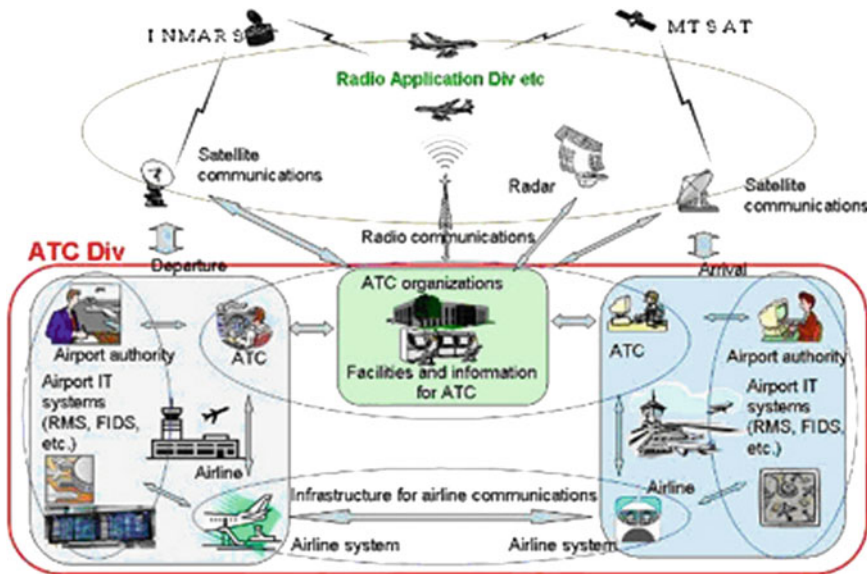 INMARS
MTSAT
Radio Application Div etc
Satellite
communications
Radar
Satellite
communications
Radio communications
ATC Div
Departure
Arrival
ATC organizations
Facilities and information
for ATC
Airport authority
ATC
ATC
Airport authority
Airport IT
systems
(RMS, FIDS,
etc.)
Airport IT
systems
(RMS, FIDS,
etc.)
Airline
Airline
Infrastructure for airline communications
Airline system
Airline system